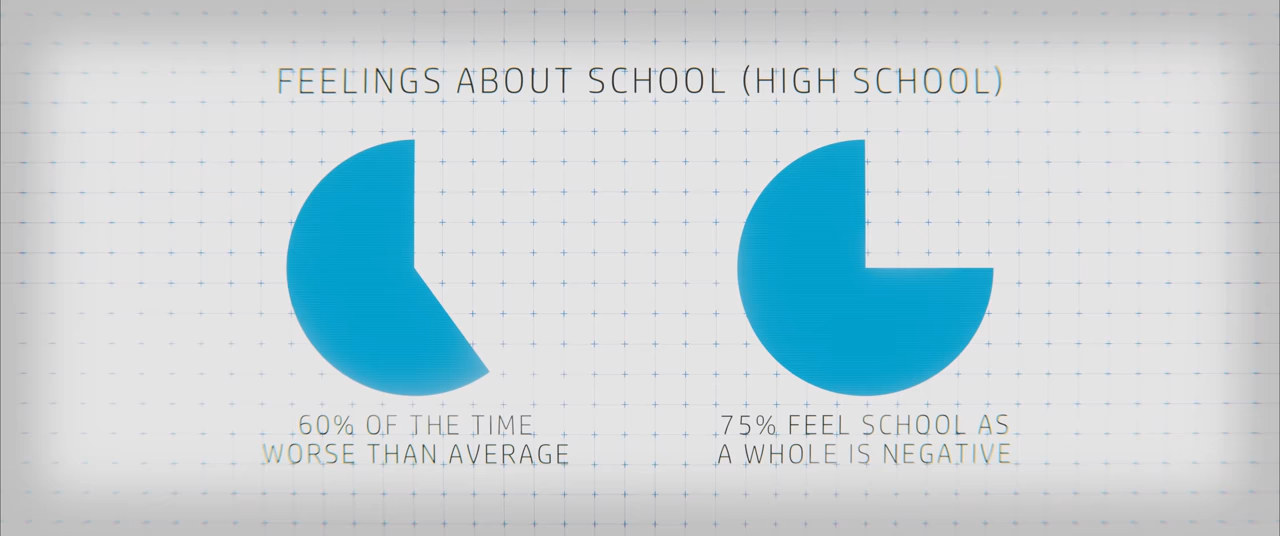 FEELINGS ABOUT SCHOOL (HIGH SCHOOL)
60% OF THE TIME
WORSE THAN AVERAGE
75% FEEL SCHOOL AS
A WHOLE IS NEGATIVE